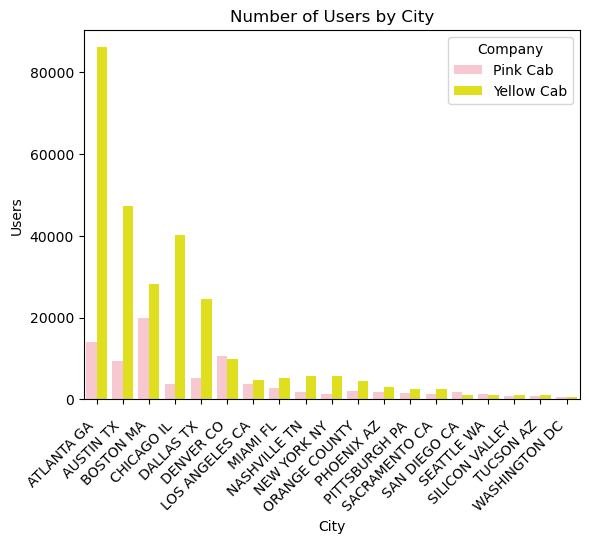 Number of Users by City
Company
Pink Cab
Yellow Cab
Users
80000
60000
40000
20000
0
ATLANTA GA
AUSTIN TX
BOSTON MA
CHICAGO IL
DALLAS TX
DENVER CO
LOS ANGELES CA
MIAMI FL
NASHVILLE TN
NEW YORK NY
ORANGE COUNTY
PHOENIX AZ
PITTSBURGH PA
SACRAMENTO CA
SAN DIEGO CA
SEATTLE WA
SILICON VALLEY
TUCSON AZ
WASHINGTON DC
City